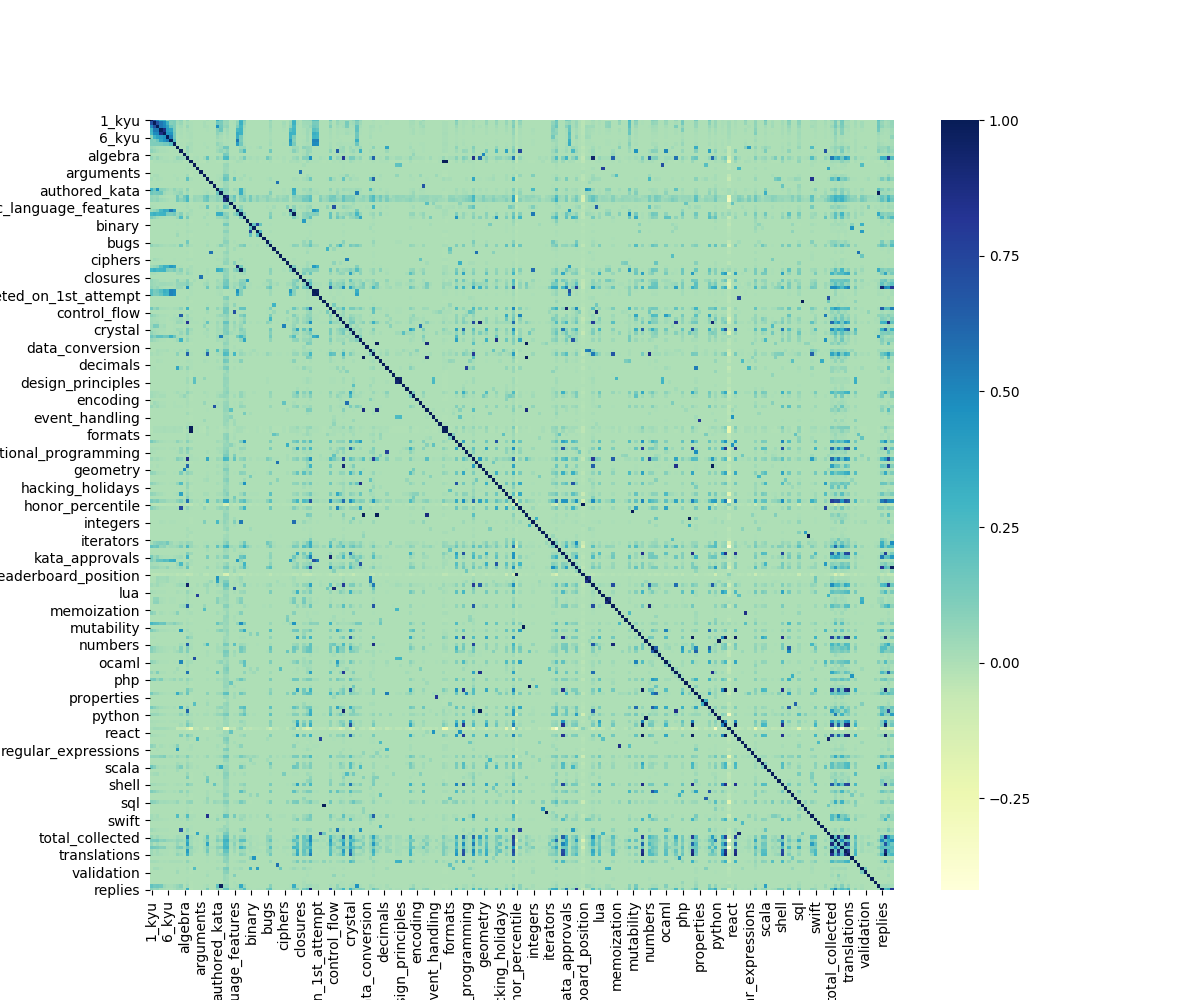 1_kyu
6_kyu
algebra
arguments
authored_kata
c_language_features
binary
bugs
ciphers
closures
eted_on_1st_attempt
control_flow
crystal
data_conversion
decimals
design_principles
encoding
event_handling
formats
tional_programming
geometry
hacking_holidays
honor_percentile
integers
iterators
kata_approvals
eaderboard_position
lua
memoization
mutability
numbers
ocaml
php
properties
python
react
regular_expressions
scala
shell
sql
swift
total_collected
translations
validation
replies
1_kyu
6_kyu
algebra
arguments
authored_kata
uage_features
binary
bugs
ciphers
closures
n_1st_attempt
control_flow
crystal
ta_conversion
decimals
sign_principles
encoding
vent_handling
formats
_programming
geometry
cking_holidays
nor_percentile
integers
iterators
ata_approvals
board_position
lua
memoization
mutability
numbers
ocaml
php
properties
python
react
ar_expressions
scala
shell
sql
swift
otal_collected
translations
validation
replies
1.00
0.75
0.50
0.25
0.00
−0.25